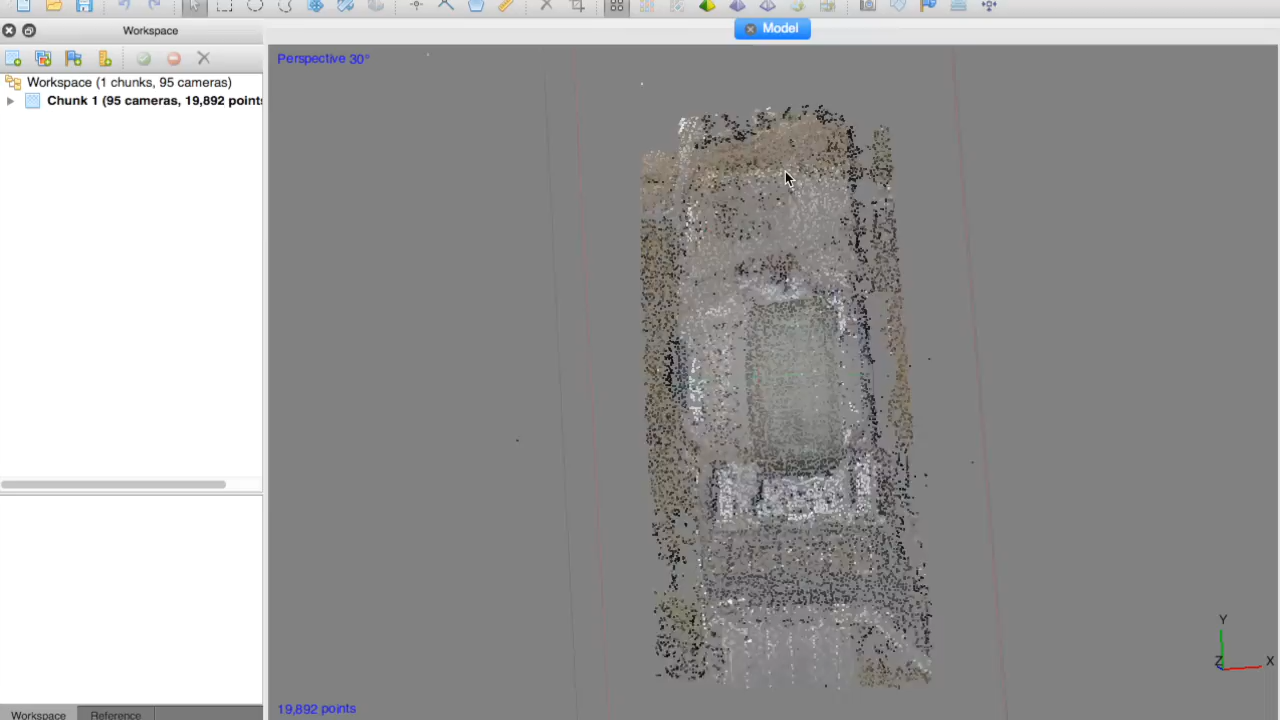 Model
Workspace
Perspective 30°
Workspace (1 chunks, 95 cameras)
Chunk 1 (95 cameras, 19,892 points
Y
Z
X
19,892 points
Workspace
Reference